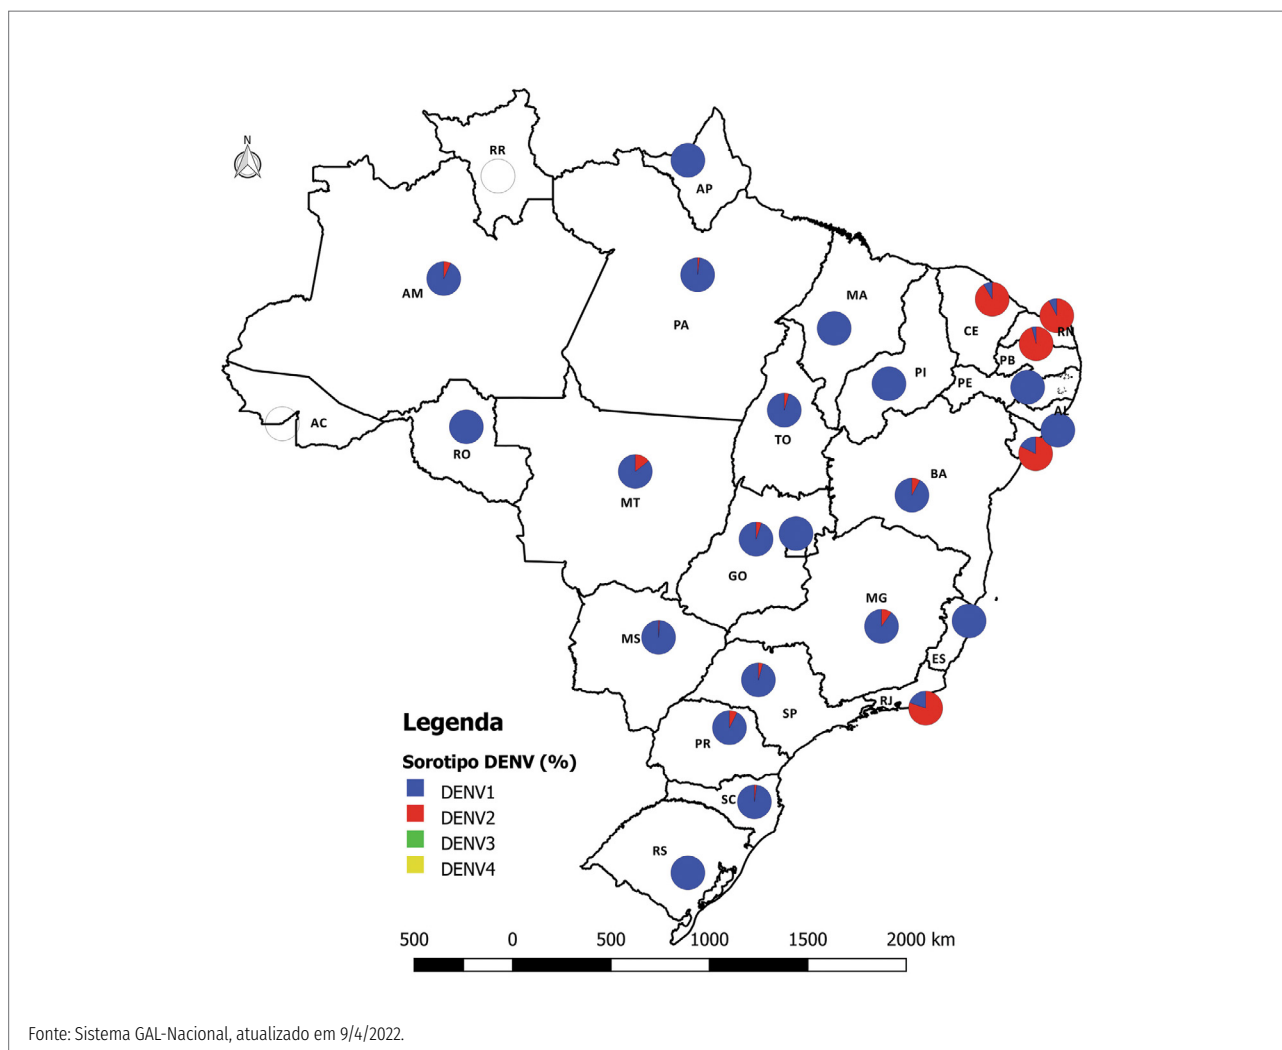 N
RR
AP
AM
PA
MA
CE
RN
PB
PI
PE
AC
AL
RO
TO
BA
MT
GO
MG
MS
ES
RJ
SP
PR
SC
RS
Legenda
Sorotipo DENV (%)
DENV1
DENV2
DENV3
DENV4
500 0 500 1000 1500 2000 km
Fonte: Sistema GAL-Nacional, atualizado em 9/4/2022.